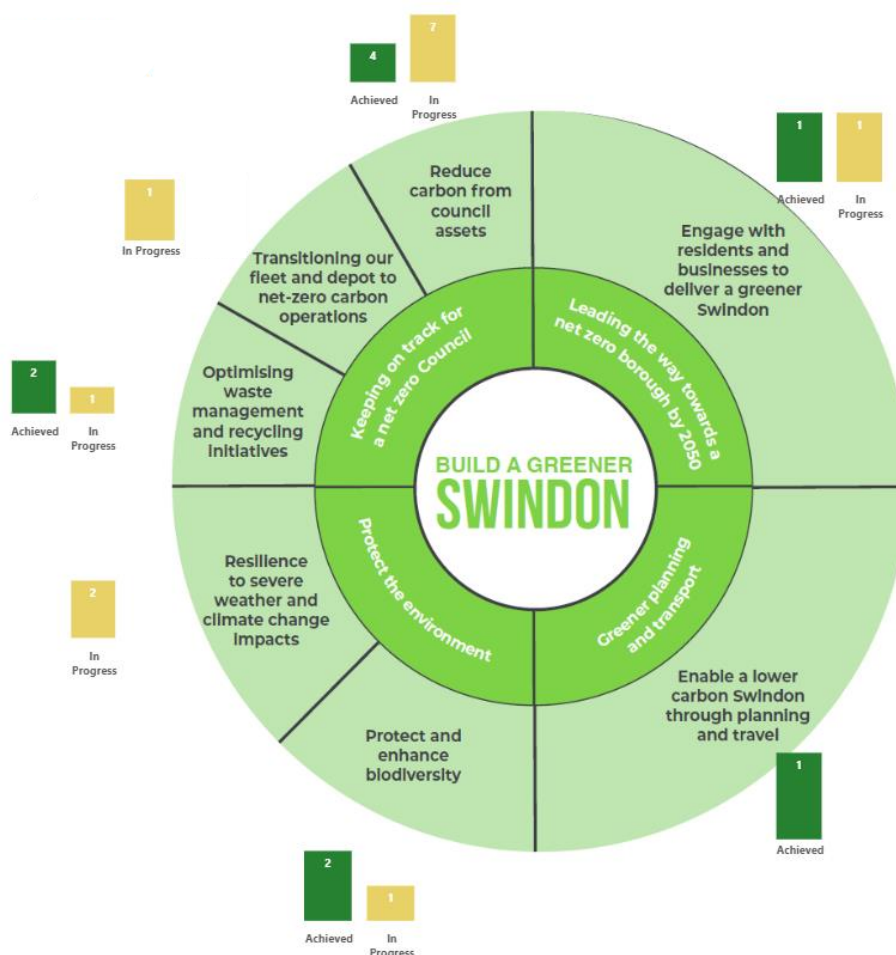 4
7
Achieved
In
Progress
1
1
Achieved
In
Progress
1
In Progress
Reduce
carbon from
council
assets
Engage with
residents and
businesses to
deliver a greener
Swindon
Transitioning our
fleet and depot to
net-zero carbon
operations
Keeping on track for
a net zero Council
Leading the way towards a
net zero borough by 2050
2
1
Achieved
In
Progress
Optimising
waste
management
and recycling
initiatives
BUILD A GREENER
SWINDON
Resilience
to severe
weather and
climate change
impacts
Protect the environment
Greener planning
and transport
2
In
Progress
Enable a lower
carbon Swindon
through planning
and travel
Protect and
enhance
biodiversity
1
Achieved
2
1
Achieved
In
Progress